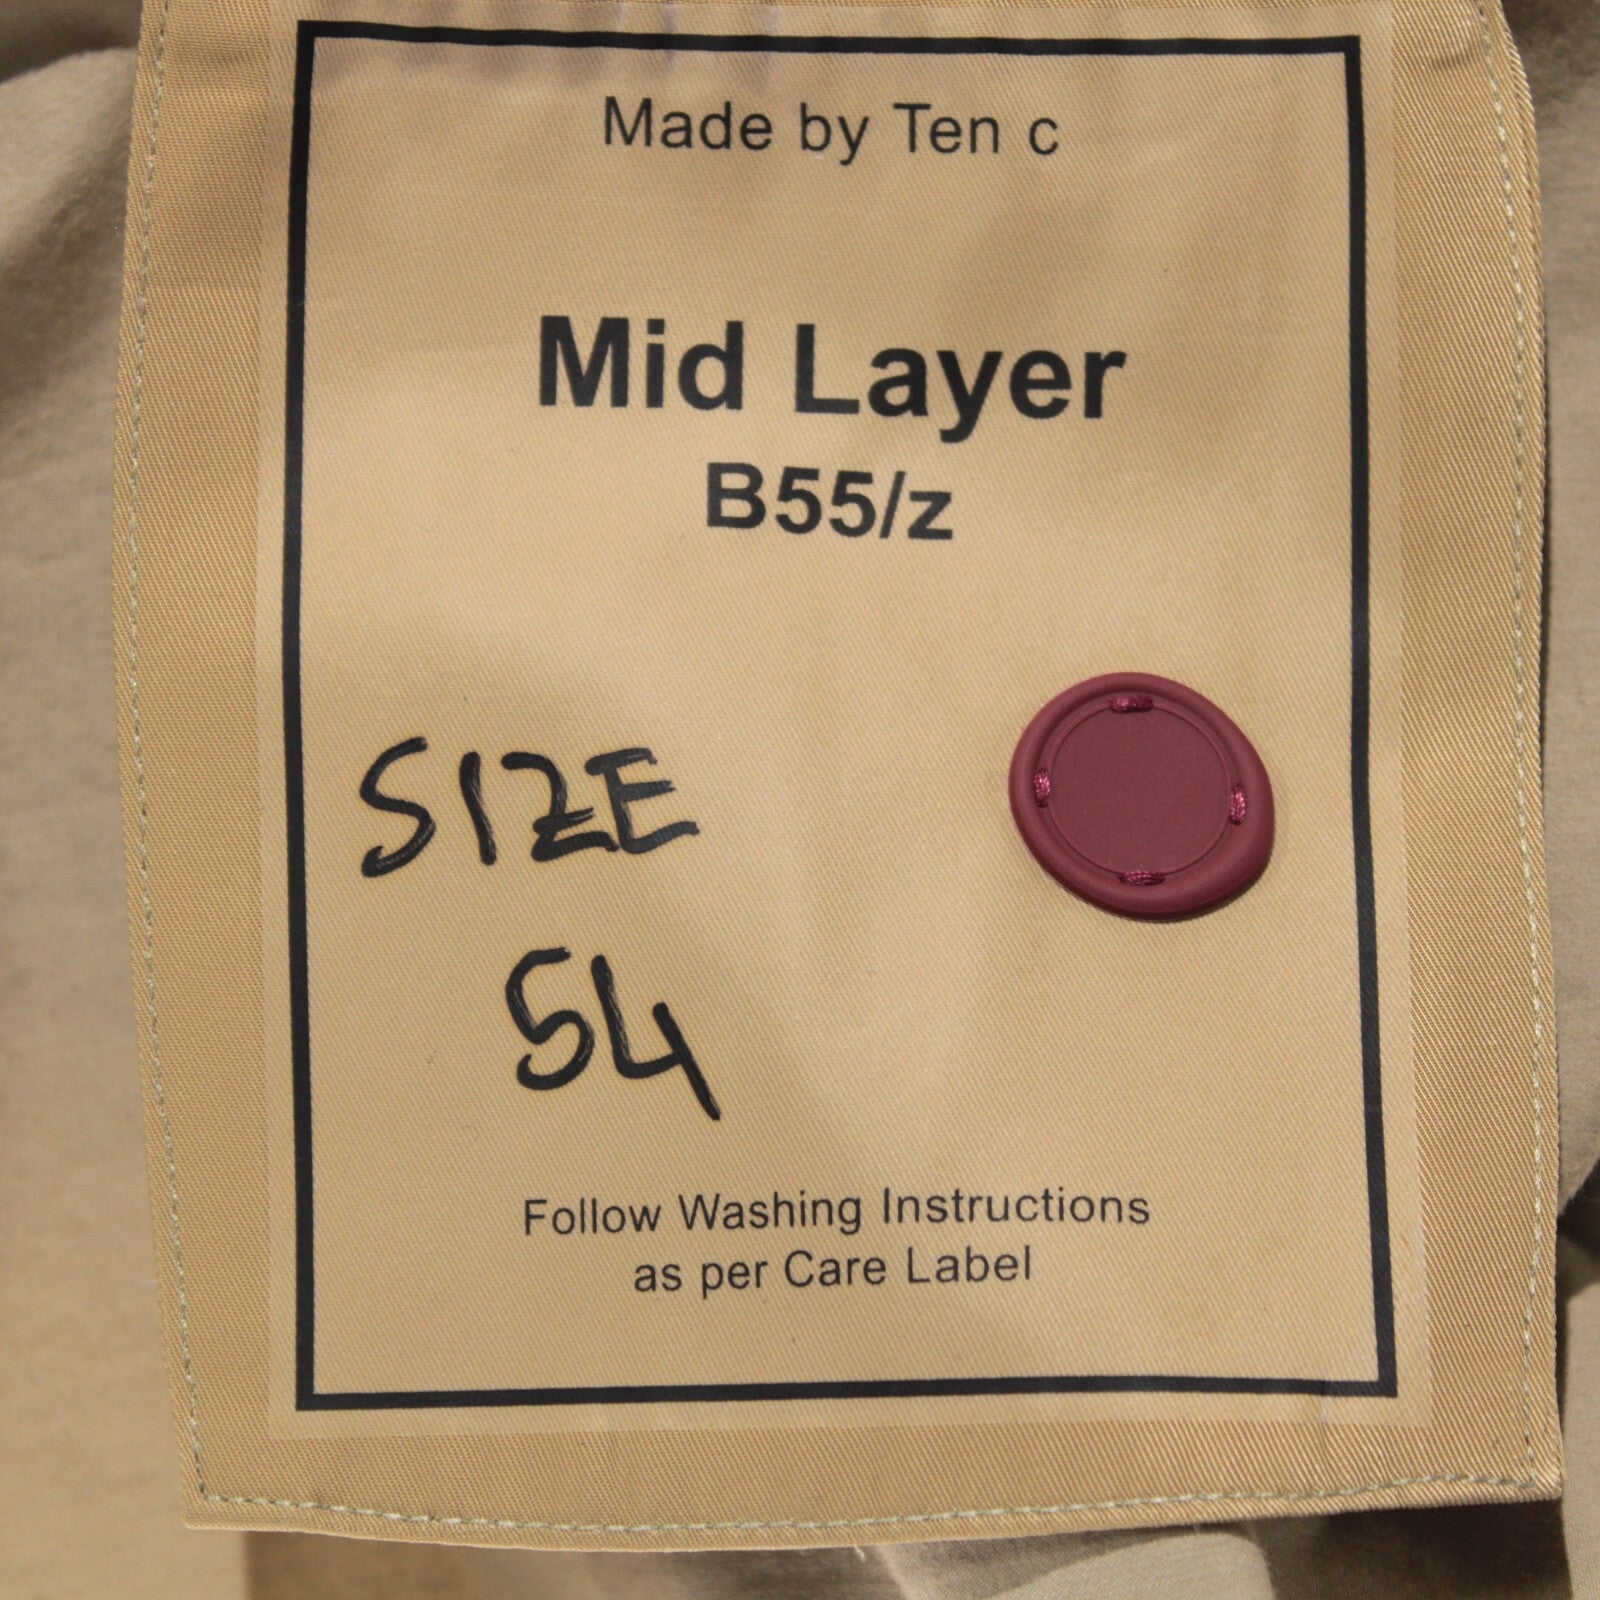 Made by Ten c
Mid Layer
B55/z
SIZE
54
Follow Washing Instructions
as per Care Label